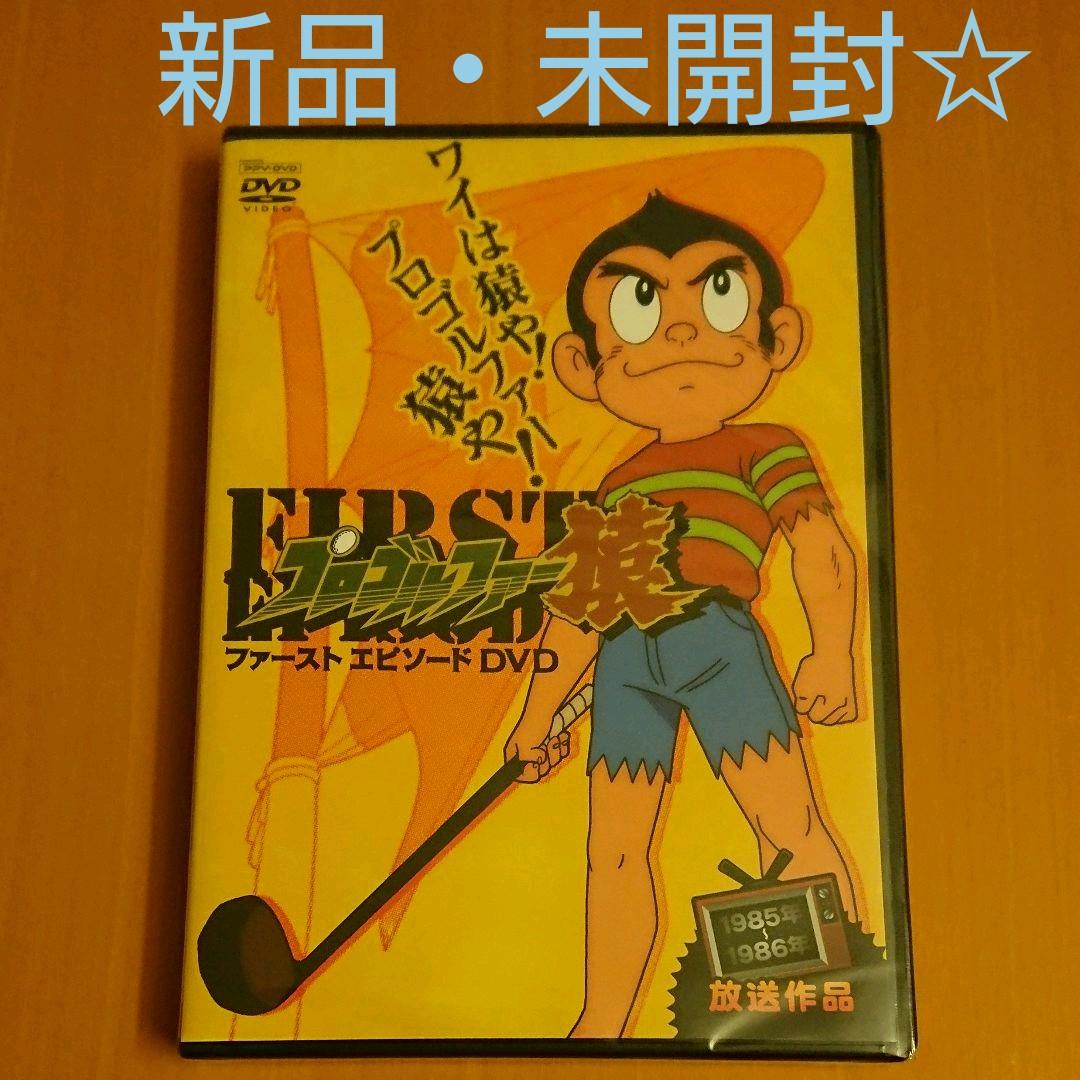 新品・未開封☆
PPV-DVD
DVD
VIDEO
ワイは猿や!
プロゴルファー
猿や!
FIRST
プロゴルファー猿
ファースト エピソード DVD
1985年
~
1986年
放送作品